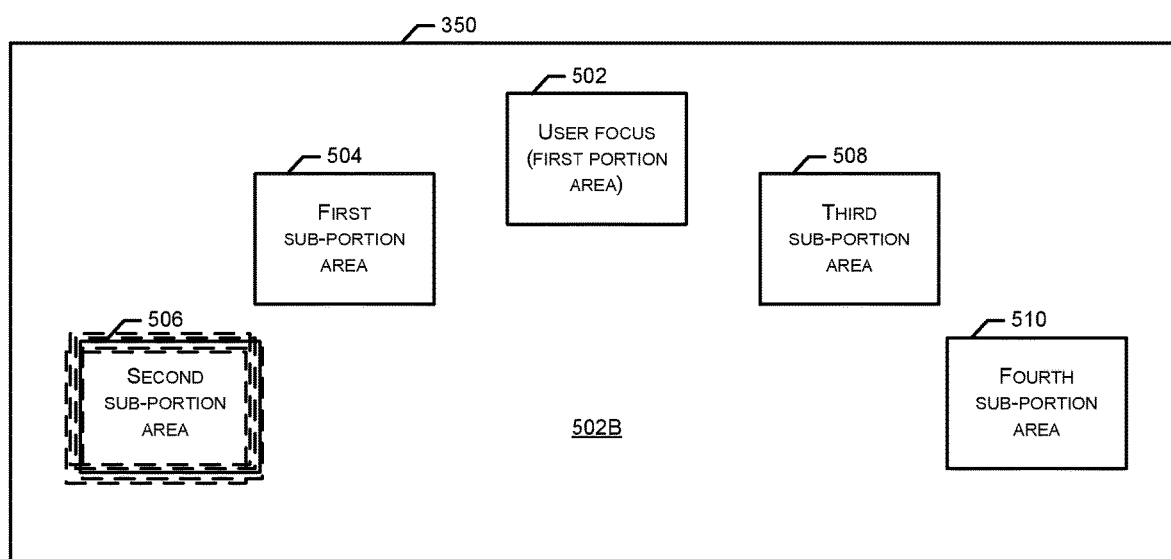 350
502
USER FOCUS
(FIRST PORTION
AREA)
504
FIRST
SUB-PORTION
AREA
508
THIRD
SUB-PORTION
AREA
506
SECOND
SUB-PORTION
AREA
510
FOURTH
SUB-PORTION
AREA
502B